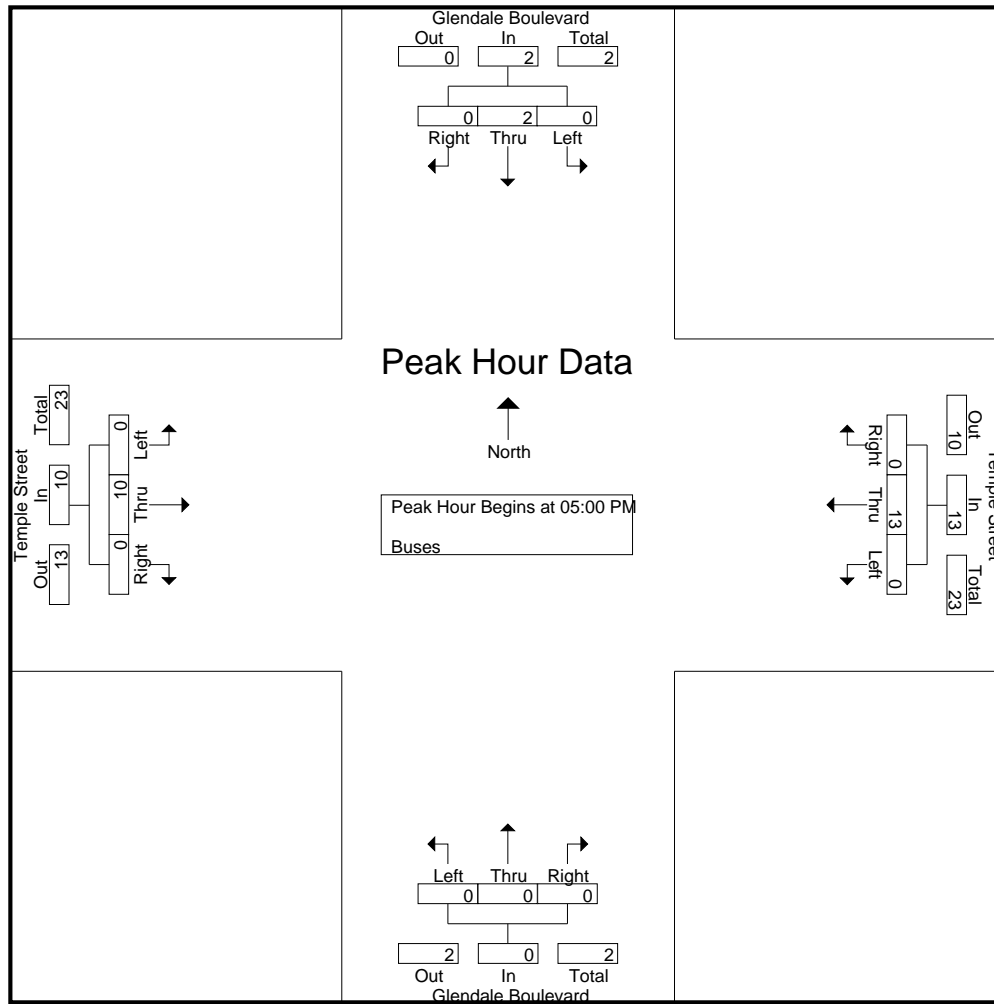 Glendale Boulevard
Out In Total
0 2 2
0 2 0
Right Thru Left
Peak Hour Data
North
Peak Hour Begins at 05:00 PM
Buses
Temple Street
Total In Out
23 10 13
0 10 0
Left Thru Right
Right Thru Left
0 13 0
10 13 23
Out In Total
Temple Street
Left Thru Right
0 0 0
2 0 2
Out In Total
Glendale Boulevard